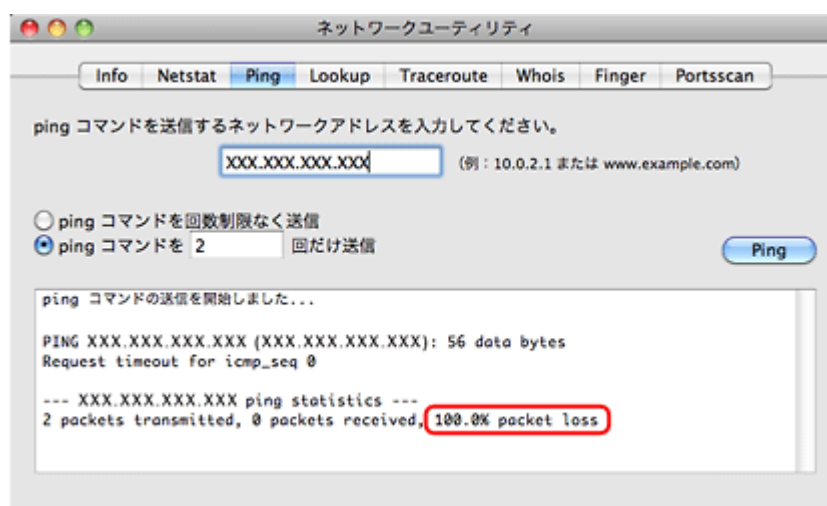 ネットワークユーティリティ
Info Netstat Ping Lookup Traceroute Whois Finger Portsscan
ping コマンドを送信するネットワークアドレスを入力してください。
XXX.XXX.XXX.XXX (例:10.0.2.1 または www.example.com)
ping コマンドを回数制限なく送信
ping コマンドを 2 回だけ送信
Ping
ping コマンドの送信を開始しました...
PING XXX.XXX.XXX.XXX (XXX.XXX.XXX.XXX): 56 data bytes
Request timeout for icmp_seq 0
--- XXX.XXX.XXX.XXX ping statistics ---
2 packets transmitted, 0 packets received, 100.0% packet loss